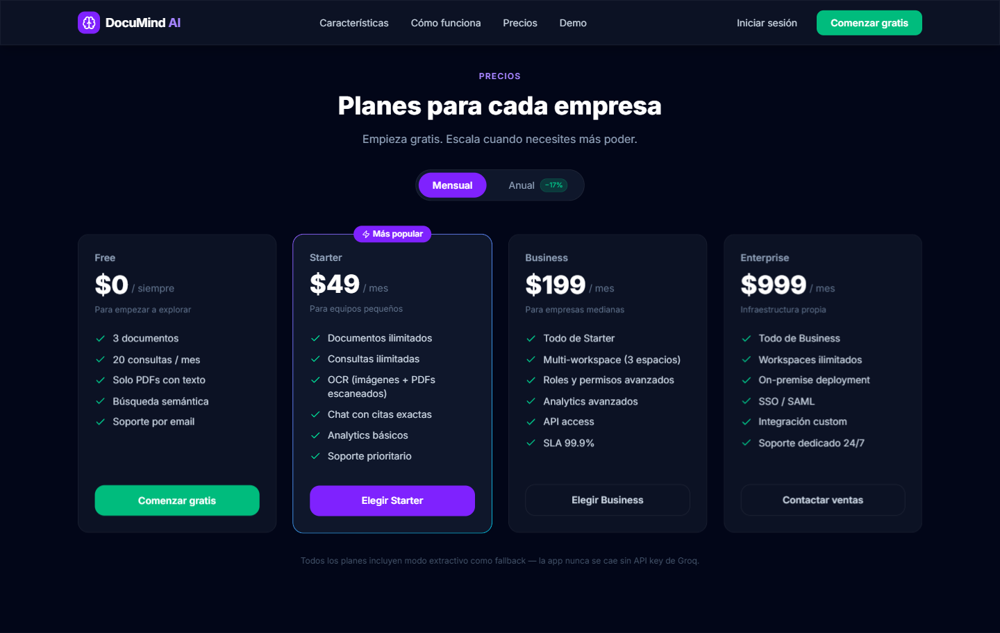 DocuMind AI
Características
Cómo funciona
Precios
Demo
Iniciar sesión
Comenzar gratis
PRECIOS
Planes para cada empresa
Empieza gratis. Escala cuando necesites más poder.
Mensual
Anual
−17%
Free
$0 / siempre
Para empezar a explorar
3 documentos
20 consultas / mes
Solo PDFs con texto
Búsqueda semántica
Soporte por email
Comenzar gratis
Más popular
Starter
$49 / mes
Para equipos pequeños
Documentos ilimitados
Consultas ilimitadas
OCR (imágenes + PDFs
escaneados)
Chat con citas exactas
Analytics básicos
Soporte prioritario
Elegir Starter
Business
$199 / mes
Para empresas medianas
Todo de Starter
Multi-workspace (3 espacios)
Roles y permisos avanzados
Analytics avanzados
API access
SLA 99.9%
Elegir Business
Enterprise
$999 / mes
Infraestructura propia
Todo de Business
Workspaces ilimitados
On-premise deployment
SSO / SAML
Integración custom
Soporte dedicado 24/7
Contactar ventas
Todos los planes incluyen modo extractivo como fallback — la app nunca se cae sin API key de Groq.